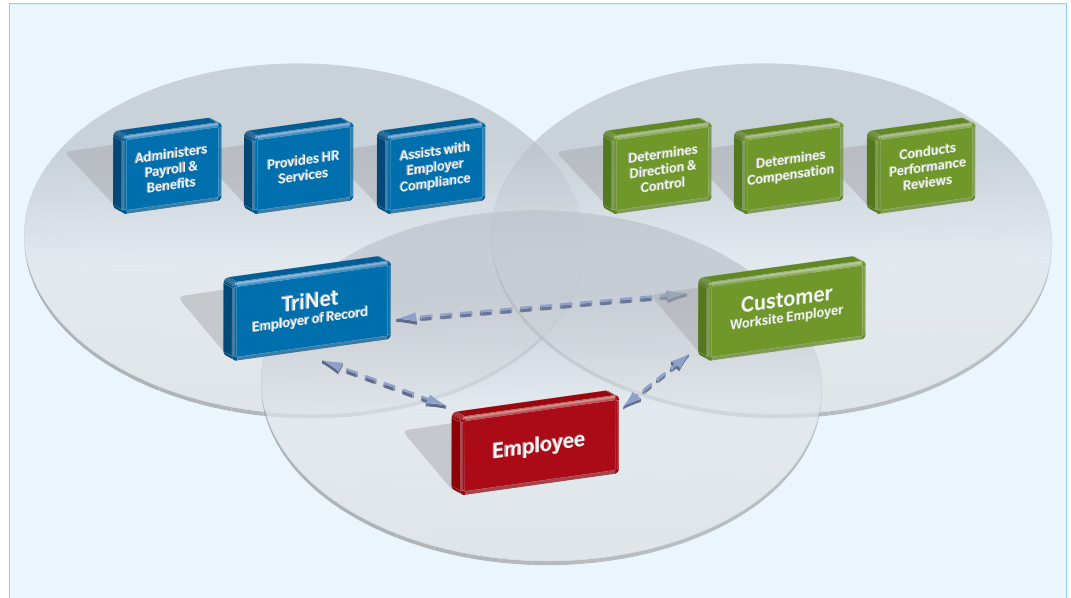 Administers
Payroll &
Benefits
Provides HR
Services
Assists with
Employer
Compliance
Determines
Direction &
Control
Determines
Compensation
Conducts
Performance
Reviews
TriNet
Employer of Record
Customer
Worksite Employer
Employee